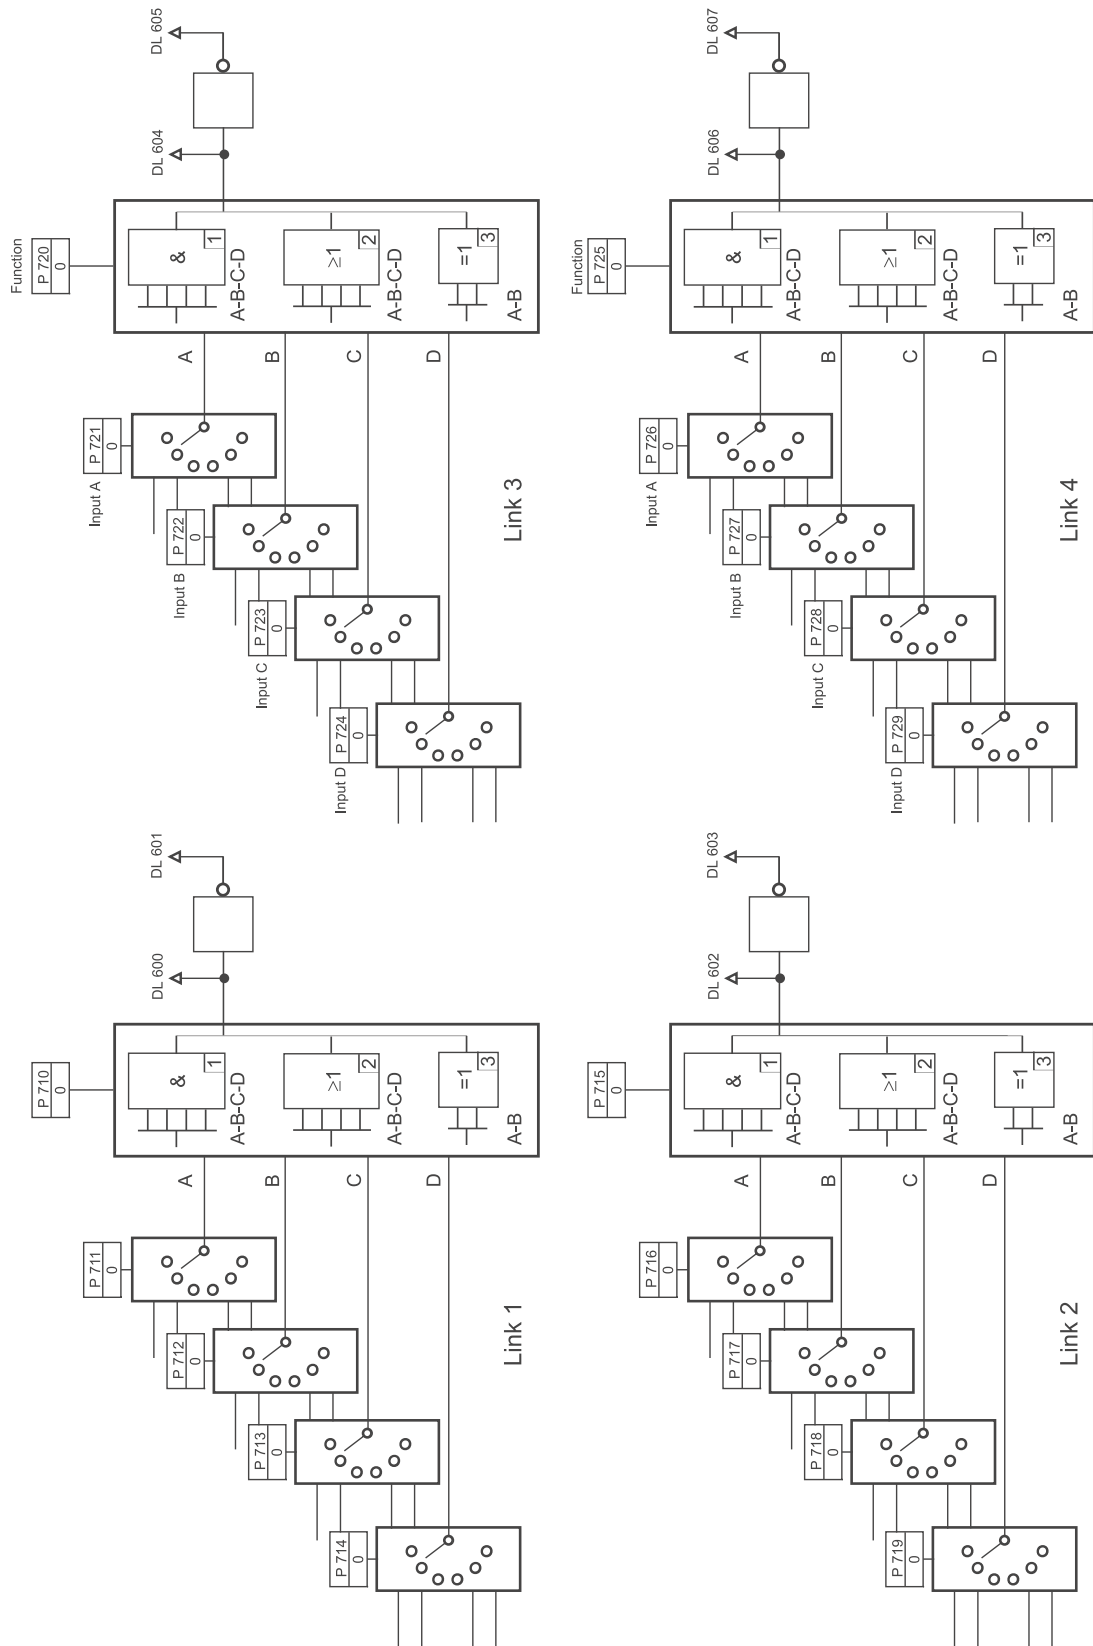 Function
P 720
0
DL 604
DL 605
&
1
A-B-C-D
≥1
2
A-B-C-D
=1
3
A-B
A
B
C
D
P 721
0
Input A
P 722
0
Input B
P 723
0
Input C
P 724
0
Input D
Link 3
Function
P 725
0
DL 606
DL 607
&
1
A-B-C-D
≥1
2
A-B-C-D
=1
3
A-B
A
B
C
D
P 726
0
Input A
P 727
0
Input B
P 728
0
Input C
P 729
0
Input D
Link 4
P 710
0
DL 600
DL 601
&
1
A-B-C-D
≥1
2
A-B-C-D
=1
3
A-B
A
B
C
D
P 711
0
P 712
0
P 713
0
P 714
0
Link 1
P 715
0
DL 602
DL 603
&
1
A-B-C-D
≥1
2
A-B-C-D
=1
3
A-B
A
B
C
D
P 716
0
P 717
0
P 718
0
P 719
0
Link 2